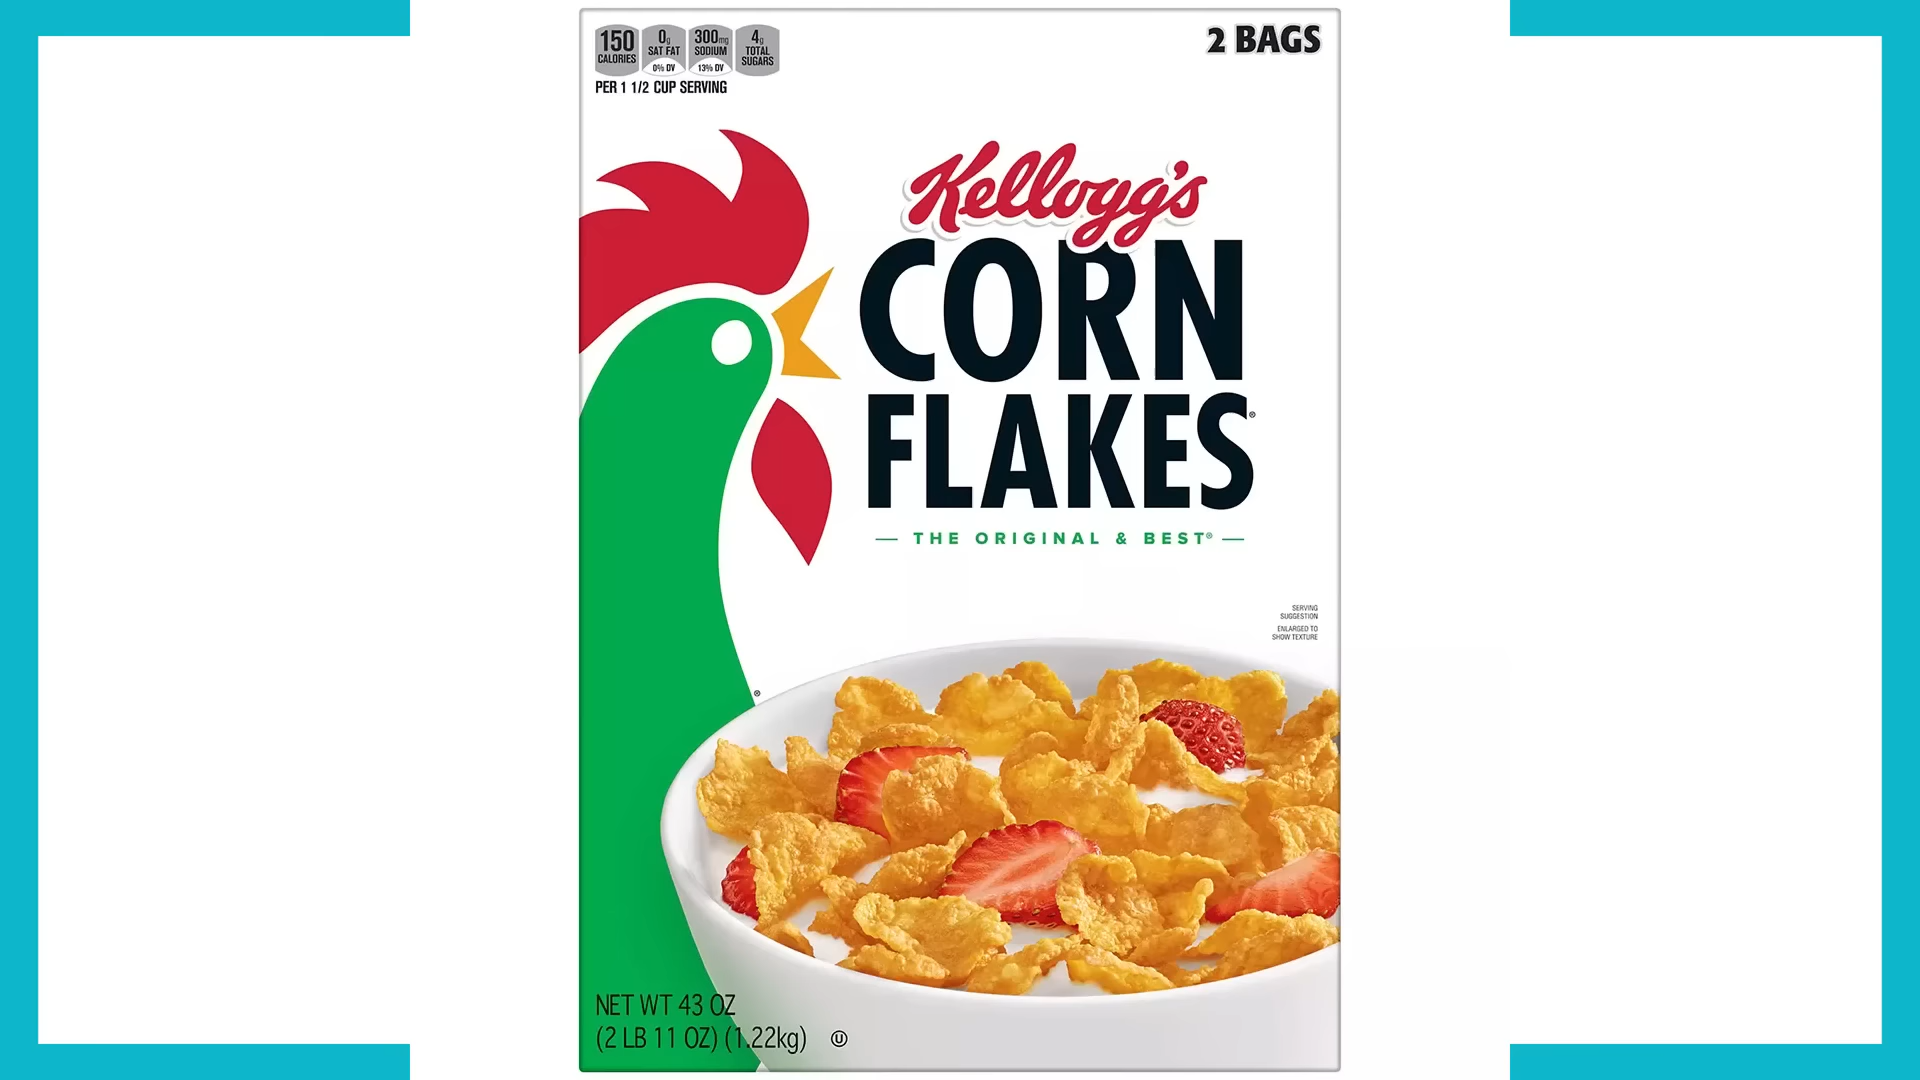 150 CALORIES
0g SAT FAT 0% DV
300mg SODIUM 13% DV
4g TOTAL SUGARS
PER 1 1/2 CUP SERVING
2 BAGS
Kellogg's
CORN
FLAKES®
— THE ORIGINAL & BEST® —
SERVING
SUGGESTION
ENLARGED TO
SHOW TEXTURE
®
NET WT 43 OZ
(2 LB 11 OZ) (1.22kg) Ⓤ